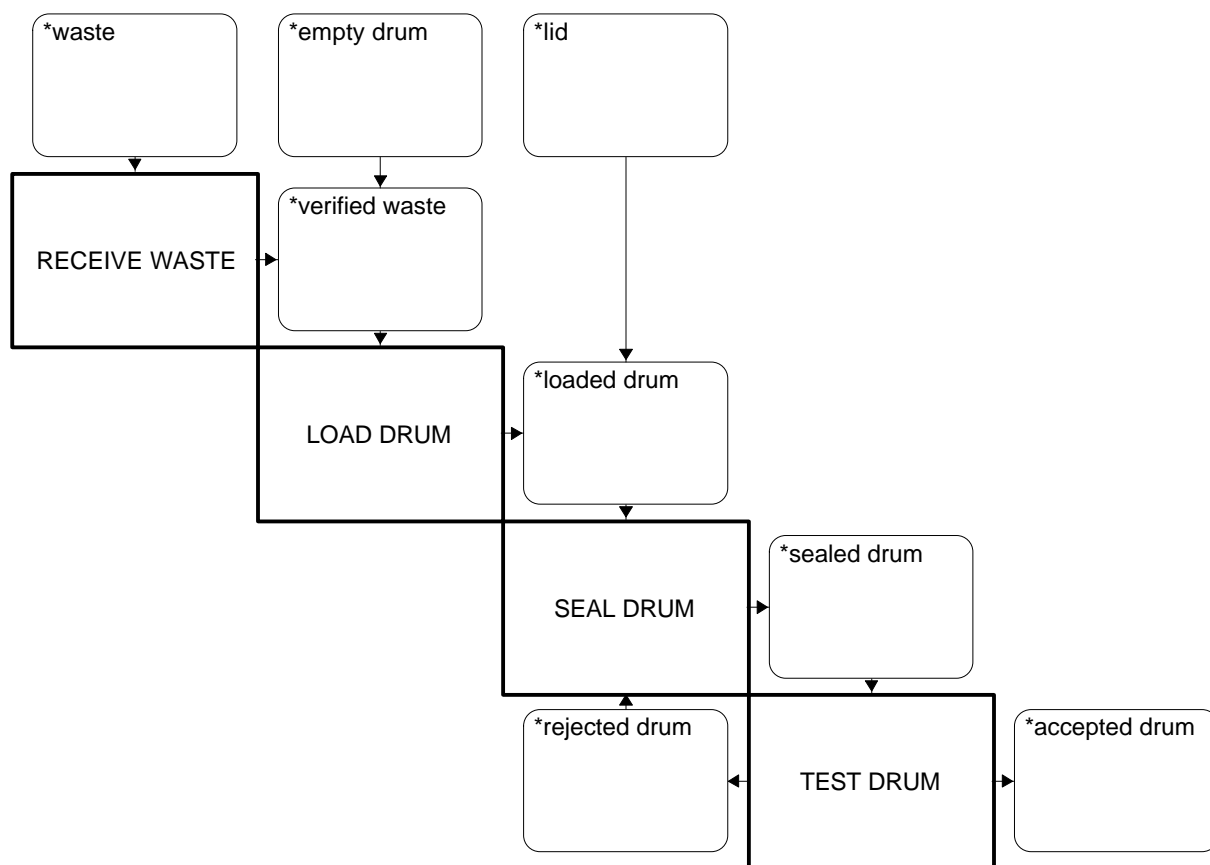 *waste
*empty drum
*lid
*verified waste
RECEIVE WASTE
*loaded drum
LOAD DRUM
*sealed drum
SEAL DRUM
*rejected drum
*accepted drum
TEST DRUM